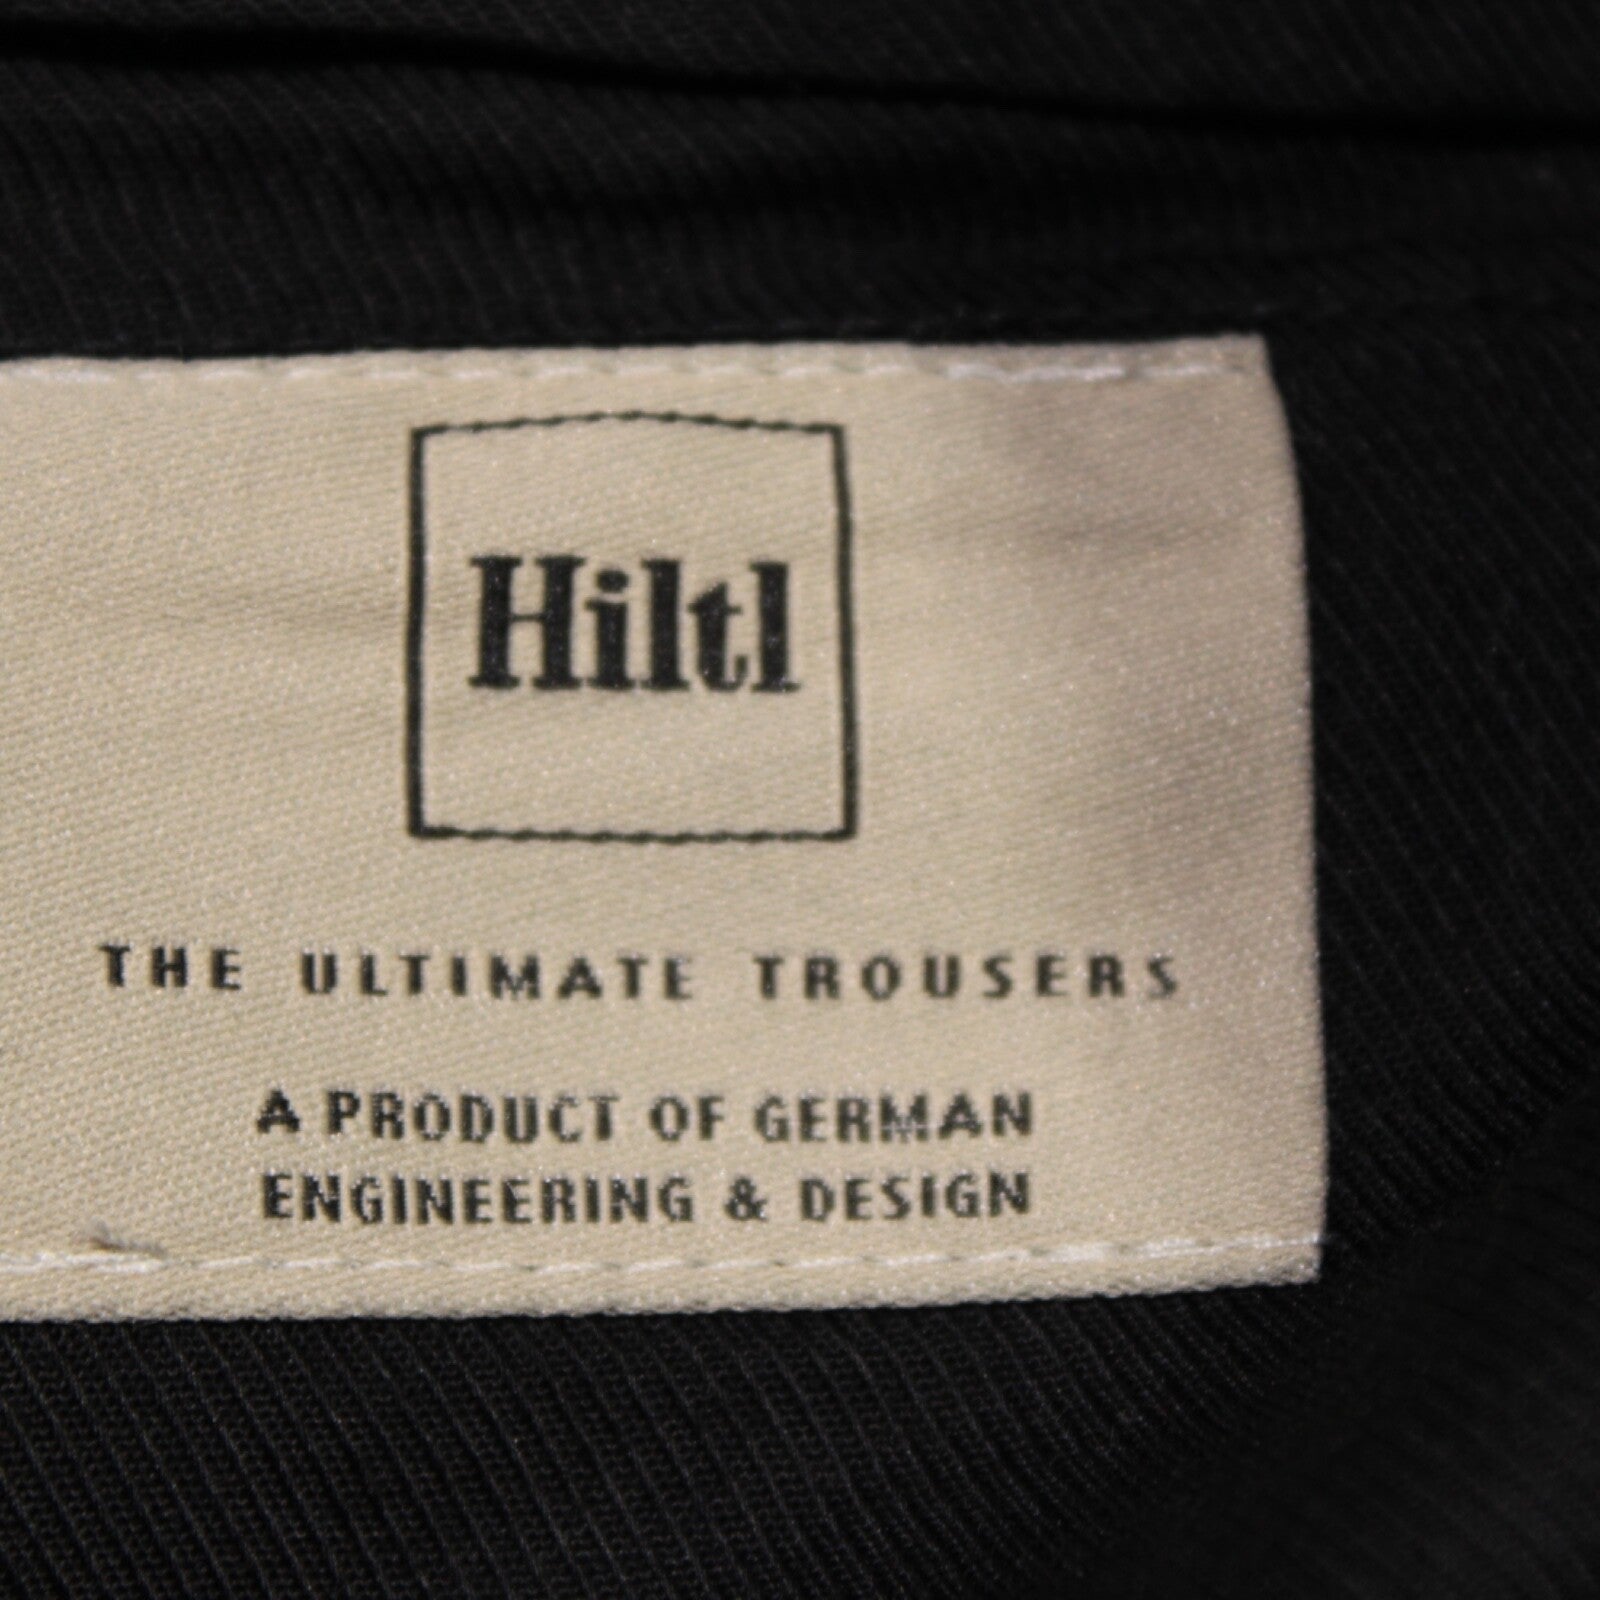 Hiltl
THE ULTIMATE TROUSERS
A PRODUCT OF GERMAN
ENGINEERING & DESIGN